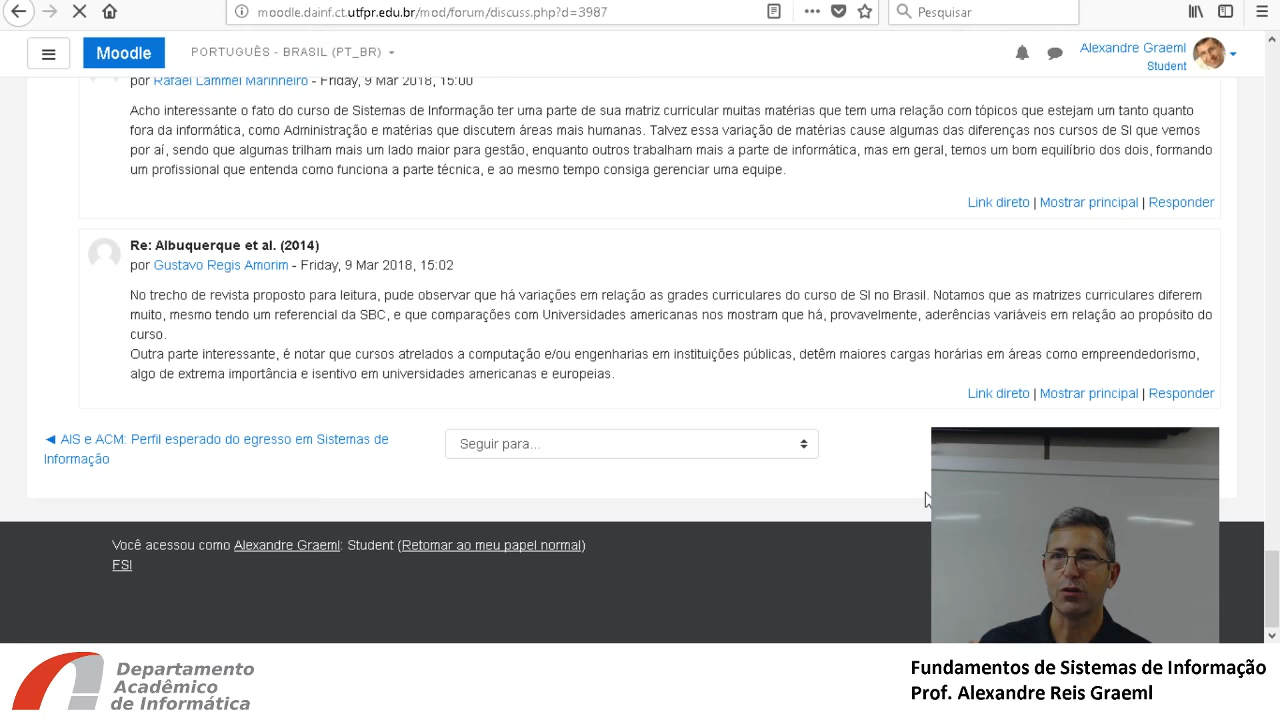 moodle.dainf.ct.utfpr.edu.br/mod/forum/discuss.php?d=3987
Pesquisar
Moodle
PORTUGUÊS - BRASIL (PT_BR)
Alexandre Graeml
Student
por Rafael Lammel Marinheiro - Friday, 9 Mar 2018, 15:00
Acho interessante o fato do curso de Sistemas de Informação ter uma parte de sua matriz curricular muitas matérias que tem uma relação com tópicos que estejam um tanto quanto
fora da informática, como Administração e matérias que discutem áreas mais humanas. Talvez essa variação de matérias cause algumas das diferenças nos cursos de SI que vemos
por aí, sendo que algumas trilham mais um lado maior para gestão, enquanto outros trabalham mais a parte de informática, mas em geral, temos um bom equilíbrio dos dois, formando
um profissional que entenda como funciona a parte técnica, e ao mesmo tempo consiga gerenciar uma equipe.
Link direto | Mostrar principal | Responder
Re: Albuquerque et al. (2014)
por Gustavo Regis Amorim - Friday, 9 Mar 2018, 15:02
No trecho de revista proposto para leitura, pude observar que há variações em relação as grades curriculares do curso de SI no Brasil. Notamos que as matrizes curriculares diferem
muito, mesmo tendo um referencial da SBC, e que comparações com Universidades americanas nos mostram que há, provavelmente, aderências variáveis em relação ao propósito do
curso.
Outra parte interessante, é notar que cursos atrelados a computação e/ou engenharias em instituições públicas, detêm maiores cargas horárias em áreas como empreendedorismo,
algo de extrema importância e isentivo em universidades americanas e europeias.
Link direto | Mostrar principal | Responder
◄ AIS e ACM: Perfil esperado do egresso em Sistemas de
Informação
Seguir para...
Você acessou como Alexandre Graeml: Student (Retomar ao meu papel normal)
FSI
Departamento
Acadêmico
de Informática
Fundamentos de Sistemas de Informação
Prof. Alexandre Reis Graeml